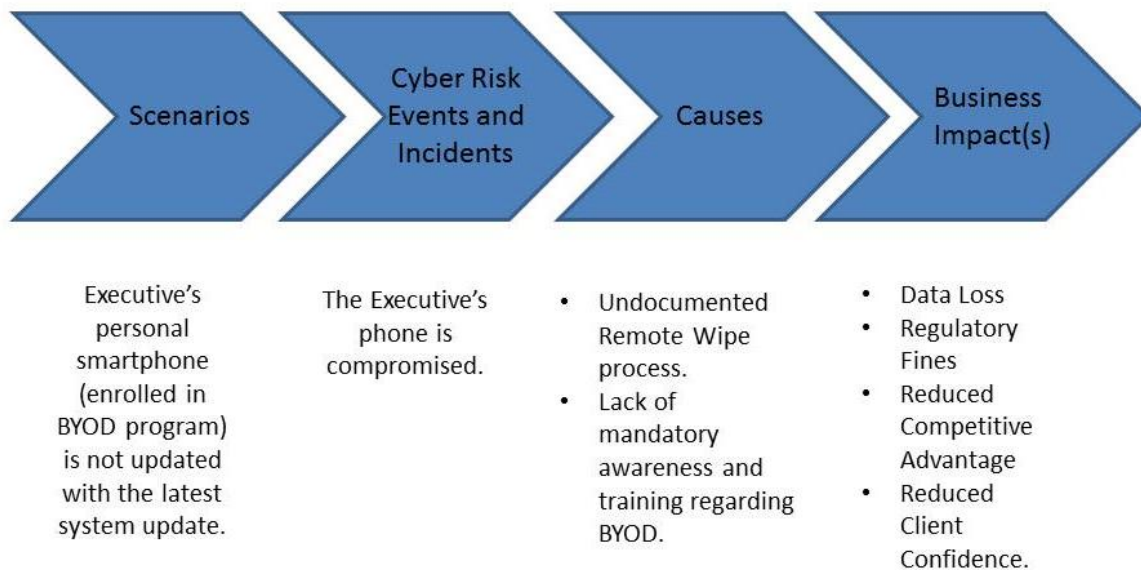 Scenarios
Cyber Risk
Events and
Incidents
Causes
Business
Impact(s)
Executive’s
personal
smartphone
(enrolled in
BYOD program)
is not updated
with the latest
system update.
The Executive’s
phone is
compromised.
• Undocumented
Remote Wipe
process.
• Lack of
mandatory
awareness and
training regarding
BYOD.
• Data Loss
• Regulatory
Fines
• Reduced
Competitive
Advantage
• Reduced
Client
Confidence.